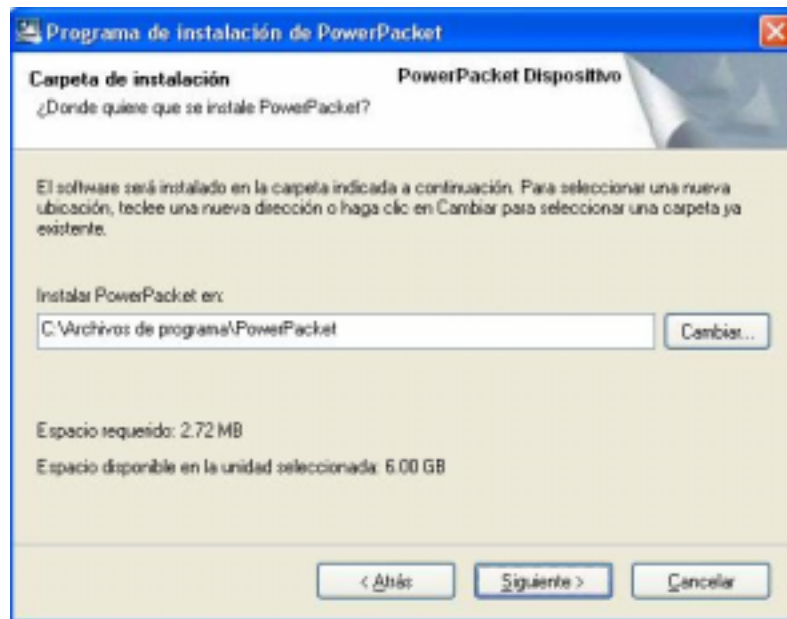 Programa de instalación de PowerPacket
Carpeta de instalación
PowerPacket Dispositivo
¿Donde quiere que se instale PowerPacket?
El software será instalado en la carpeta indicada a continuación. Para seleccionar una nueva
ubicación, teclee una nueva dirección o haga clic en Cambiar para seleccionar una carpeta ya
existente.
Instalar PowerPacket en:
C:\Archivos de programa\PowerPacket
Cambiar...
Espacio requerido: 2.72 MB
Espacio disponible en la unidad seleccionada: 6.00 GB
< Atrás
Siguiente >
Cancelar